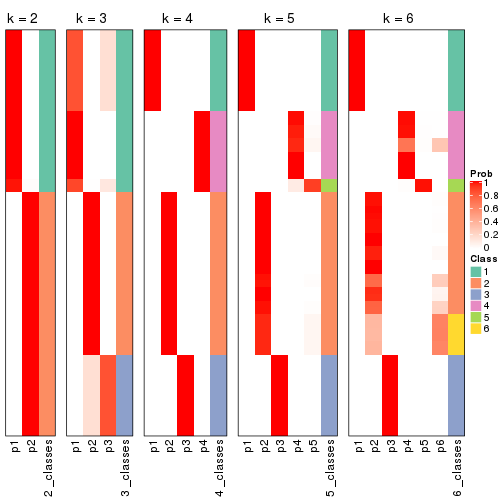 k = 2
k = 3
k = 4
k = 5
k = 6
p1
p2
2_classes
p1
p2
p3
3_classes
p1
p2
p3
p4
4_classes
p1
p2
p3
p4
p5
5_classes
p1
p2
p3
p4
p5
p6
6_classes
Prob
1
0.8
0.6
0.4
0.2
0
Class
1
2
3
4
5
6